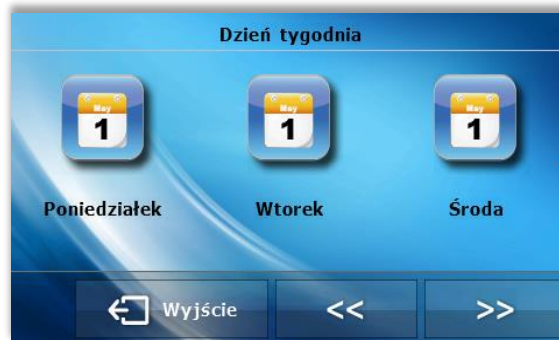 Dzień tygodnia
May May May
1 1 1
Poniedziałek Wtorek Środa
Wyjście << >>